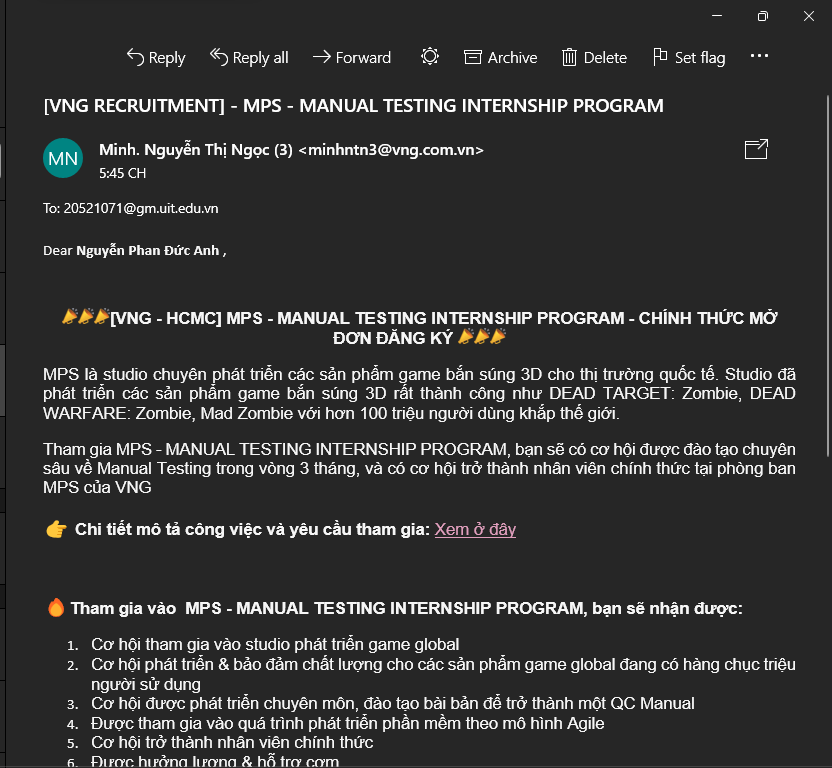 Reply
Reply all
Forward
Archive
Delete
Set flag
[VNG RECRUITMENT] - MPS - MANUAL TESTING INTERNSHIP PROGRAM
MN
Minh. Nguyễn Thị Ngọc (3) <minhntn3@vng.com.vn>
5:45 CH
To: 20521071@gm.uit.edu.vn
Dear Nguyễn Phan Đức Anh ,
🎉🎉🎉[VNG - HCMC] MPS - MANUAL TESTING INTERNSHIP PROGRAM - CHÍNH THỨC MỞ
ĐƠN ĐĂNG KÝ 🎉🎉🎉
MPS là studio chuyên phát triển các sản phẩm game bắn súng 3D cho thị trường quốc tế. Studio đã
phát triển các sản phẩm game bắn súng 3D rất thành công như DEAD TARGET: Zombie, DEAD
WARFARE: Zombie, Mad Zombie với hơn 100 triệu người dùng khắp thế giới.
Tham gia MPS - MANUAL TESTING INTERNSHIP PROGRAM, bạn sẽ có cơ hội được đào tạo chuyên
sâu về Manual Testing trong vòng 3 tháng, và có cơ hội trở thành nhân viên chính thức tại phòng ban
MPS của VNG
👉 Chi tiết mô tả công việc và yêu cầu tham gia: Xem ở đây
🔥 Tham gia vào MPS - MANUAL TESTING INTERNSHIP PROGRAM, bạn sẽ nhận được:
1. Cơ hội tham gia vào studio phát triển game global
2. Cơ hội phát triển & bảo đảm chất lượng cho các sản phẩm game global đang có hàng chục triệu
người sử dụng
3. Cơ hội được phát triển chuyên môn, đào tạo bài bản để trở thành một QC Manual
4. Được tham gia vào quá trình phát triển phần mềm theo mô hình Agile
5. Cơ hội trở thành nhân viên chính thức
6. Được hưởng lương & hỗ trợ cơm